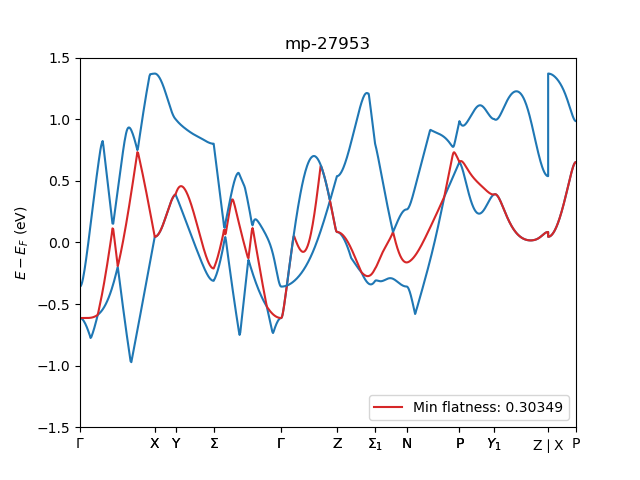 mp-27953
E − E_F (eV)
1.5
1.0
0.5
0.0
−0.5
−1.0
−1.5
Min flatness: 0.30349
Γ X Y Σ Γ Z Σ₁ N P Y₁ Z | X P